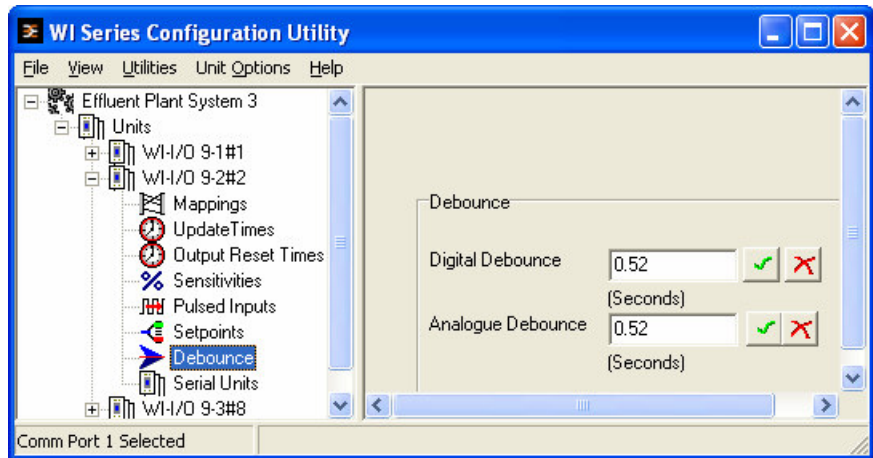 WI Series Configuration Utility
File View Utilities Unit Options Help
Effluent Plant System 3
Units
WI-I/O 9-1#1
WI-I/O 9-2#2
Mappings
UpdateTimes
Output Reset Times
Sensitivities
Pulsed Inputs
Setpoints
Debounce
Serial Units
WI-I/O 9-3#8
Debounce
Digital Debounce 0.52
(Seconds)
Analogue Debounce 0.52
(Seconds)
Comm Port 1 Selected